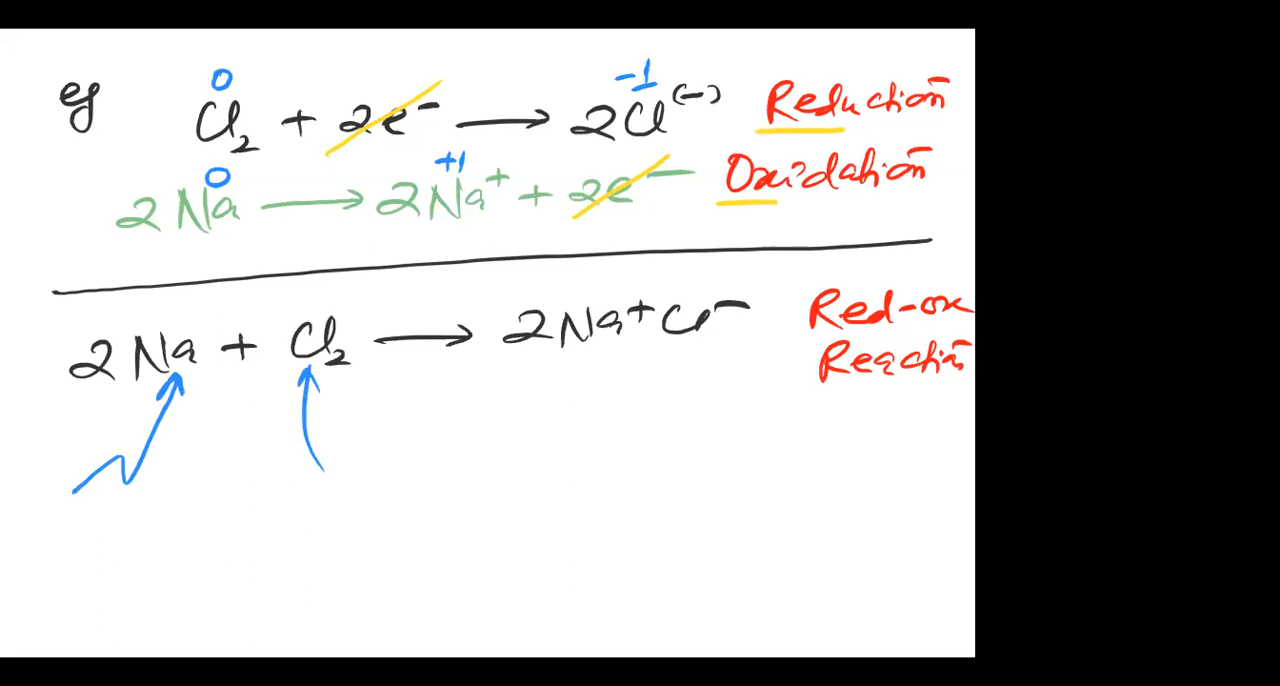 0 -1
eg Cl₂ + 2e⁻ → 2Cl⁽⁻⁾ Reduction
0 +1
2Na → 2Na⁺ + 2e⁻ Oxidation
2Na + Cl₂ → 2Na⁺Cl⁻ Red-ox
Reaction